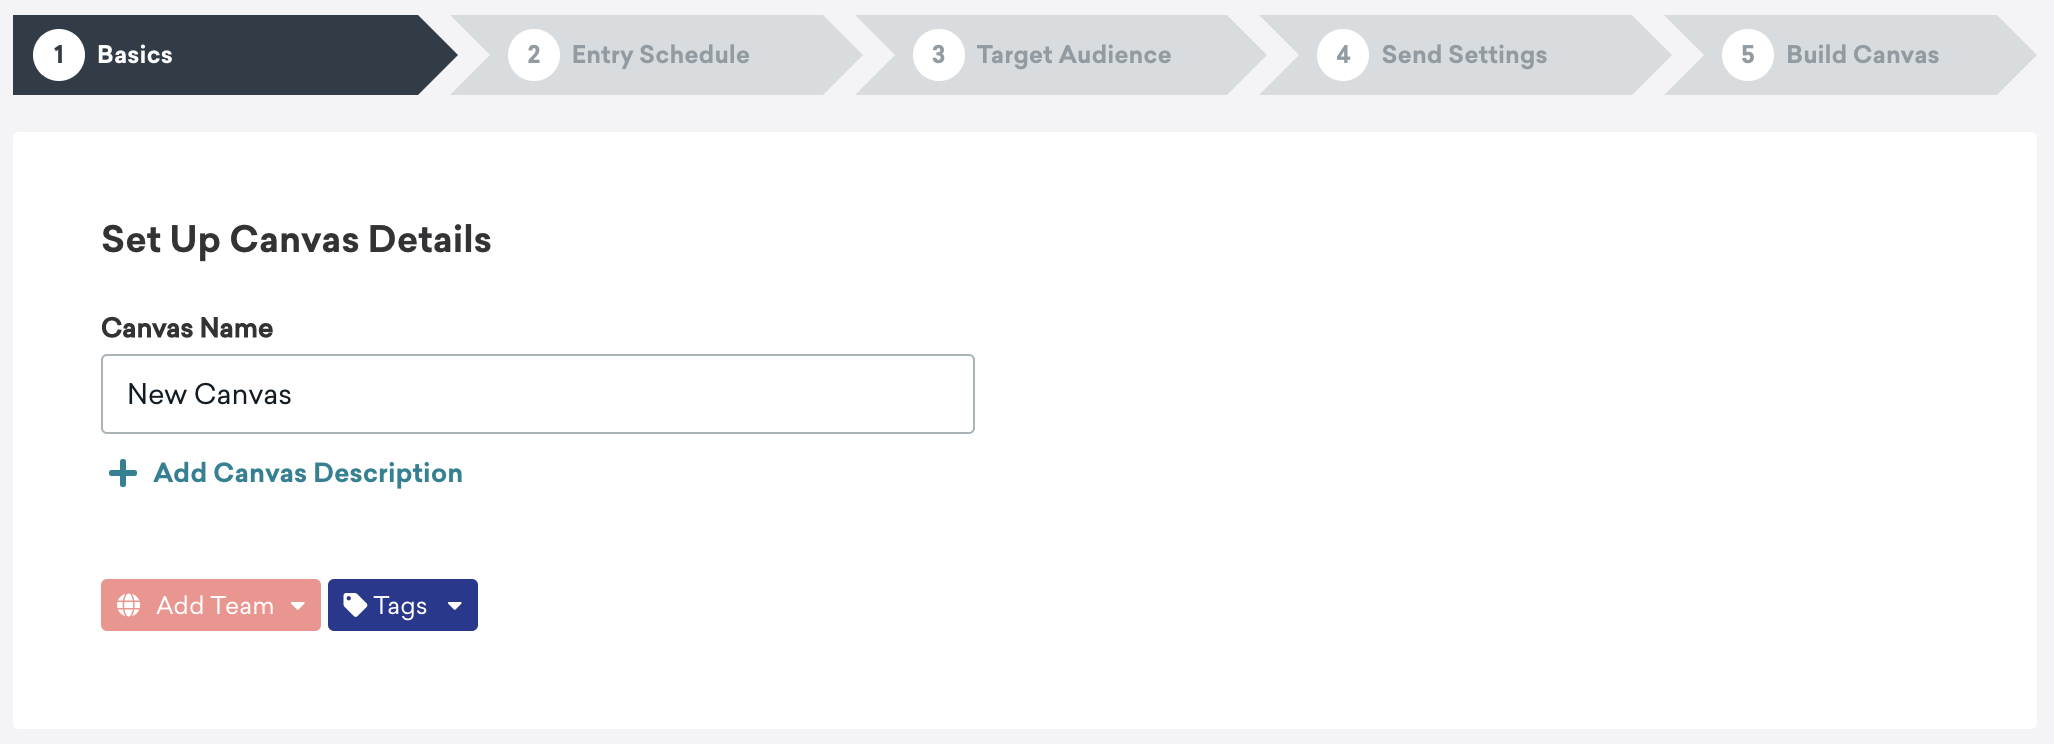 1 Basics 2 Entry Schedule 3 Target Audience 4 Send Settings 5 Build Canvas
Set Up Canvas Details
Canvas Name
New Canvas
Add Canvas Description
Add Team Tags